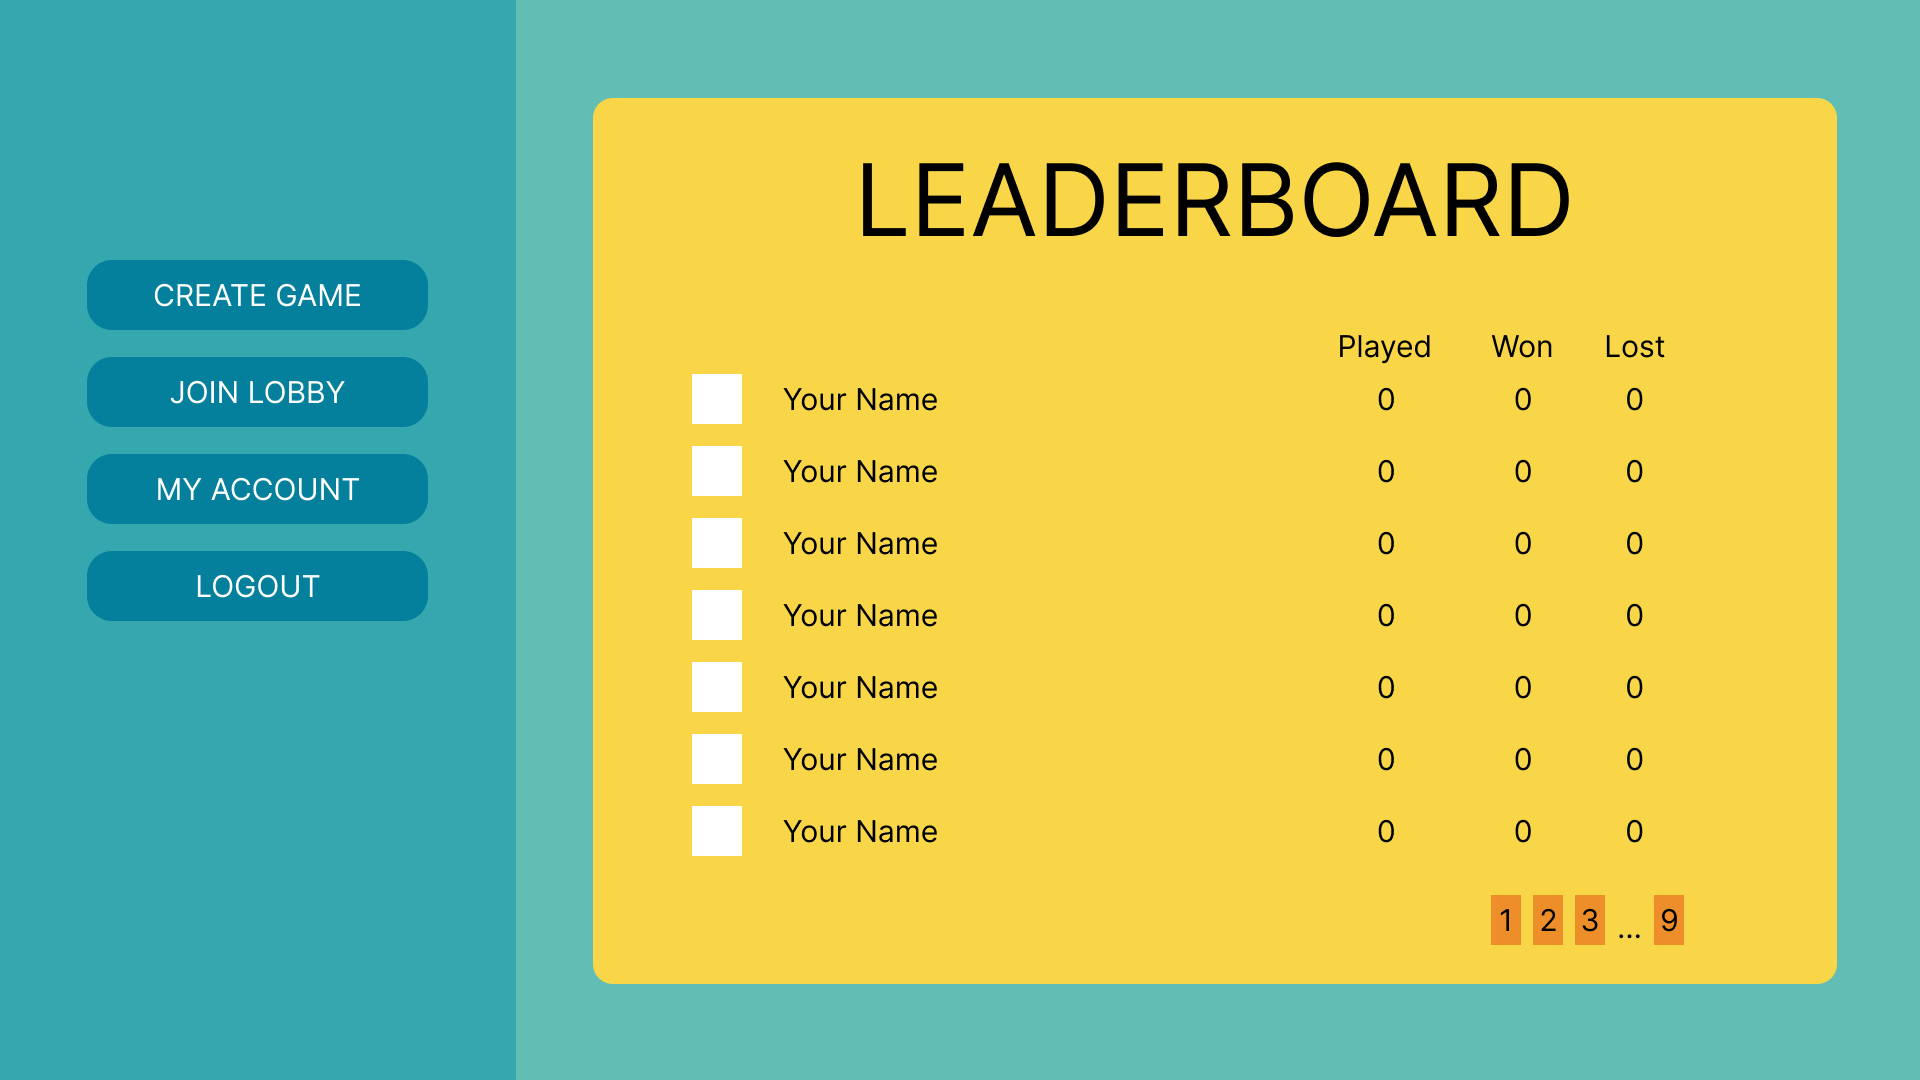 CREATE GAME
JOIN LOBBY
MY ACCOUNT
LOGOUT
LEADERBOARD
Played Won Lost
Your Name 0 0 0
Your Name 0 0 0
Your Name 0 0 0
Your Name 0 0 0
Your Name 0 0 0
Your Name 0 0 0
Your Name 0 0 0
1 2 3 ... 9